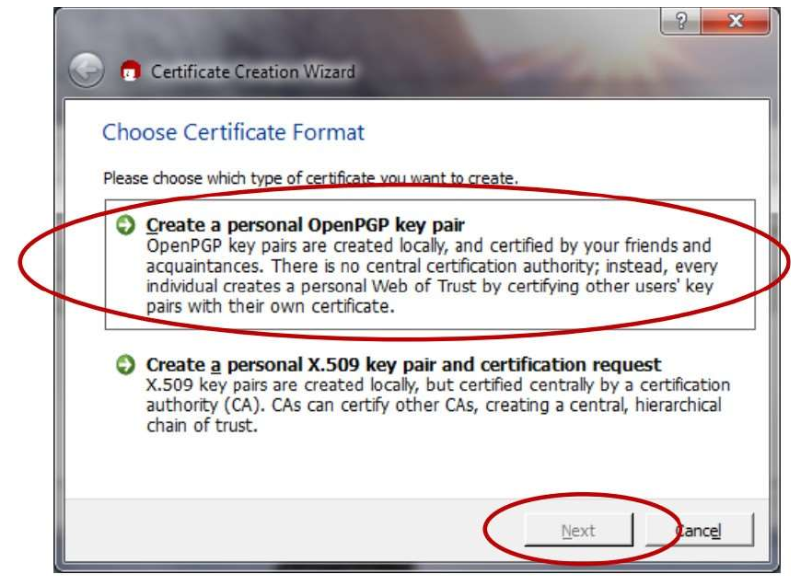 ? X
Certificate Creation Wizard
Choose Certificate Format
Please choose which type of certificate you want to create.
Create a personal OpenPGP key pair
OpenPGP key pairs are created locally, and certified by your friends and
acquaintances. There is no central certification authority; instead, every
individual creates a personal Web of Trust by certifying other users' key
pairs with their own certificate.
Create a personal X.509 key pair and certification request
X.509 key pairs are created locally, but certified centrally by a certification
authority (CA). CAs can certify other CAs, creating a central, hierarchical
chain of trust.
Next Cancel